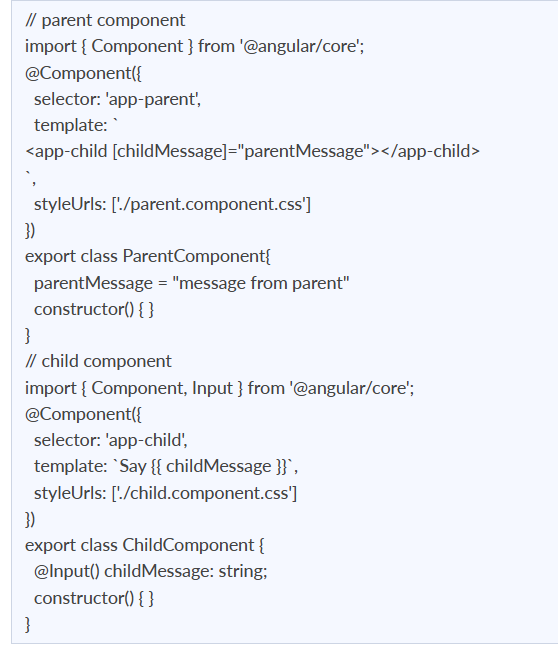 // parent component
import { Component } from '@angular/core';
@Component({
selector: 'app-parent',
template: `
<app-child [childMessage]="parentMessage"></app-child>
`,
styleUrls: ['./parent.component.css']
})
export class ParentComponent{
parentMessage = "message from parent"
constructor() { }
}
// child component
import { Component, Input } from '@angular/core';
@Component({
selector: 'app-child',
template: `Say {{ childMessage }}`,
styleUrls: ['./child.component.css']
})
export class ChildComponent {
@Input() childMessage: string;
constructor() { }
}